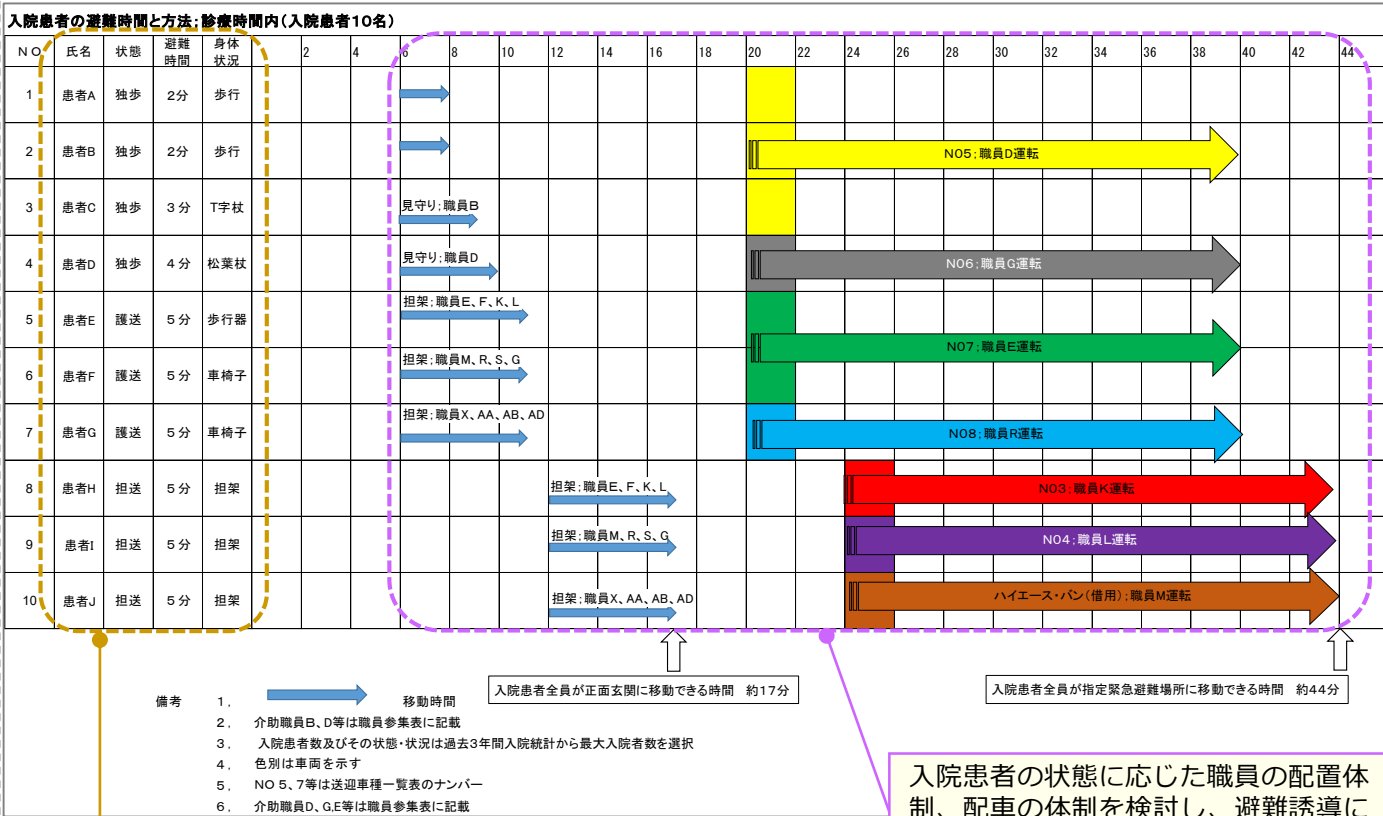 入院患者の避難時間と方法;診療時間内(入院患者10名)
NO 氏名 状態 避難時間 身体状況 2 4 6 8 10 12 14 16 18 20 22 24 26 28 30 32 34 36 38 40 42 44
1 患者A 独歩 2分 歩行
2 患者B 独歩 2分 歩行 NO5;職員D運転
3 患者C 独歩 3分 T字杖 見守り;職員B
4 患者D 独歩 4分 松葉杖 見守り;職員D NO6;職員G運転
5 患者E 護送 5分 歩行器 担架;職員E、F、K、L
NO7;職員E運転
6 患者F 護送 5分 車椅子 担架;職員M、R、S、G
7 患者G 護送 5分 車椅子 担架;職員X、AA、AB、AD NO8;職員R運転
8 患者H 担送 5分 担架 担架;職員E、F、K、L NO3;職員K運転
9 患者I 担送 5分 担架 担架;職員M、R、S、G NO4;職員L運転
10 患者J 担送 5分 担架 担架;職員X、AA、AB、AD ハイエース・バン(借用);職員M運転
入院患者全員が正面玄関に移動できる時間 約17分
入院患者全員が指定緊急避難場所に移動できる時間 約44分
備考 1. 移動時間
2. 介助職員B、D等は職員参集表に記載
3. 入院患者数及びその状態・状況は過去3年間入院統計から最大入院者数を選択
4. 色別は車両を示す
5. NO5、7等は送迎車種一覧表のナンバー
6. 介助職員D、G,E等は職員参集表に記載
入院患者の状態に応じた職員の配置体
制、配車の体制を検討し、避難誘導に